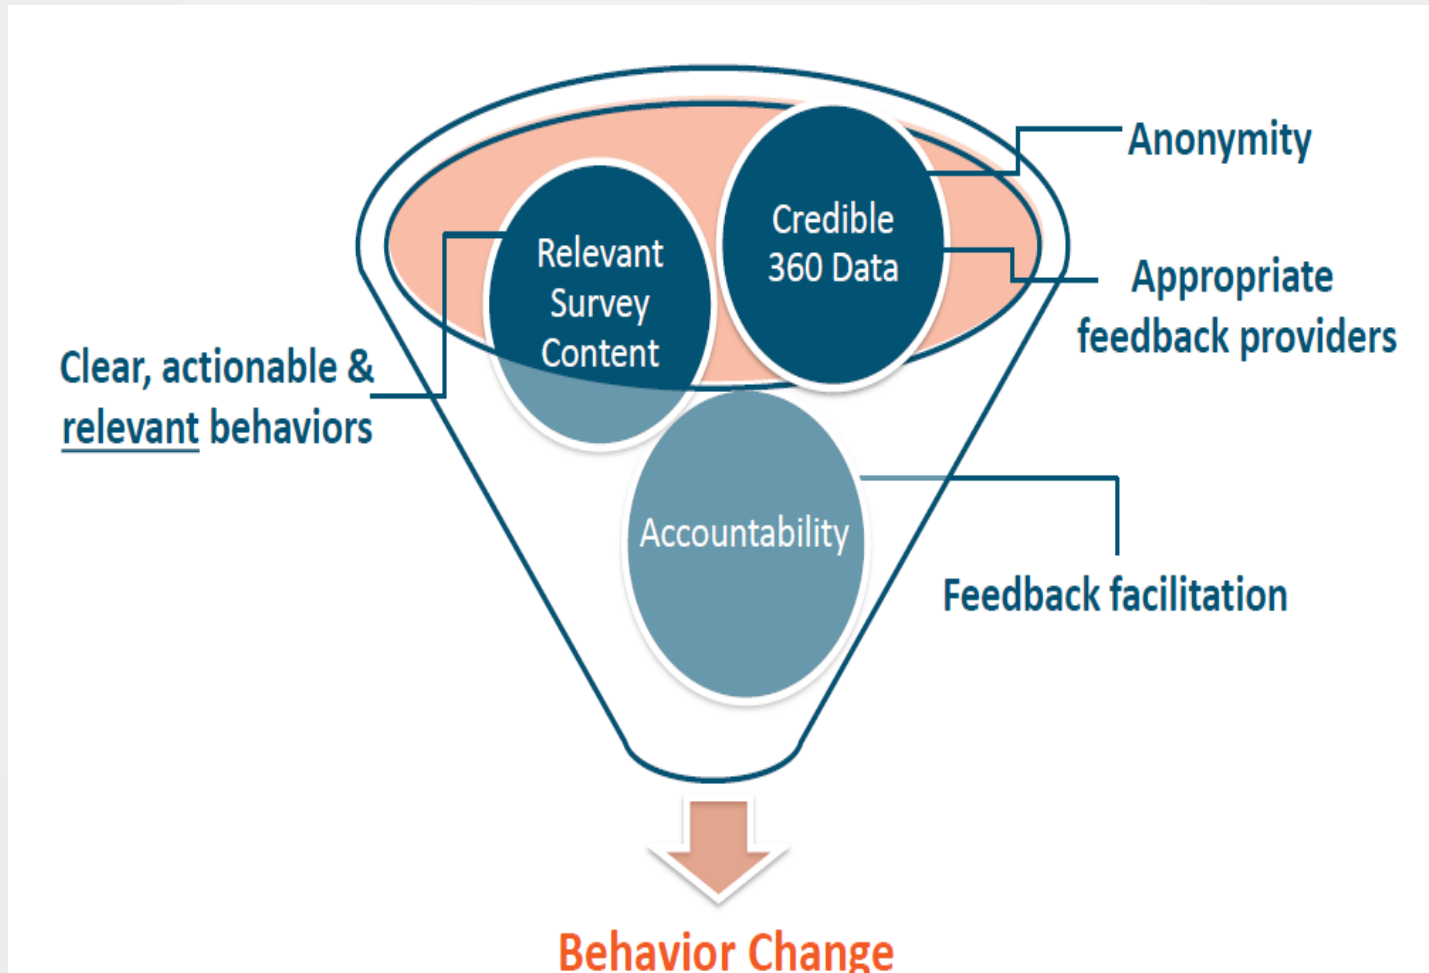 Anonymity
Credible
360 Data
Relevant
Survey
Content
Appropriate
feedback providers
Clear, actionable &
relevant behaviors
Accountability
Feedback facilitation
Behavior Change